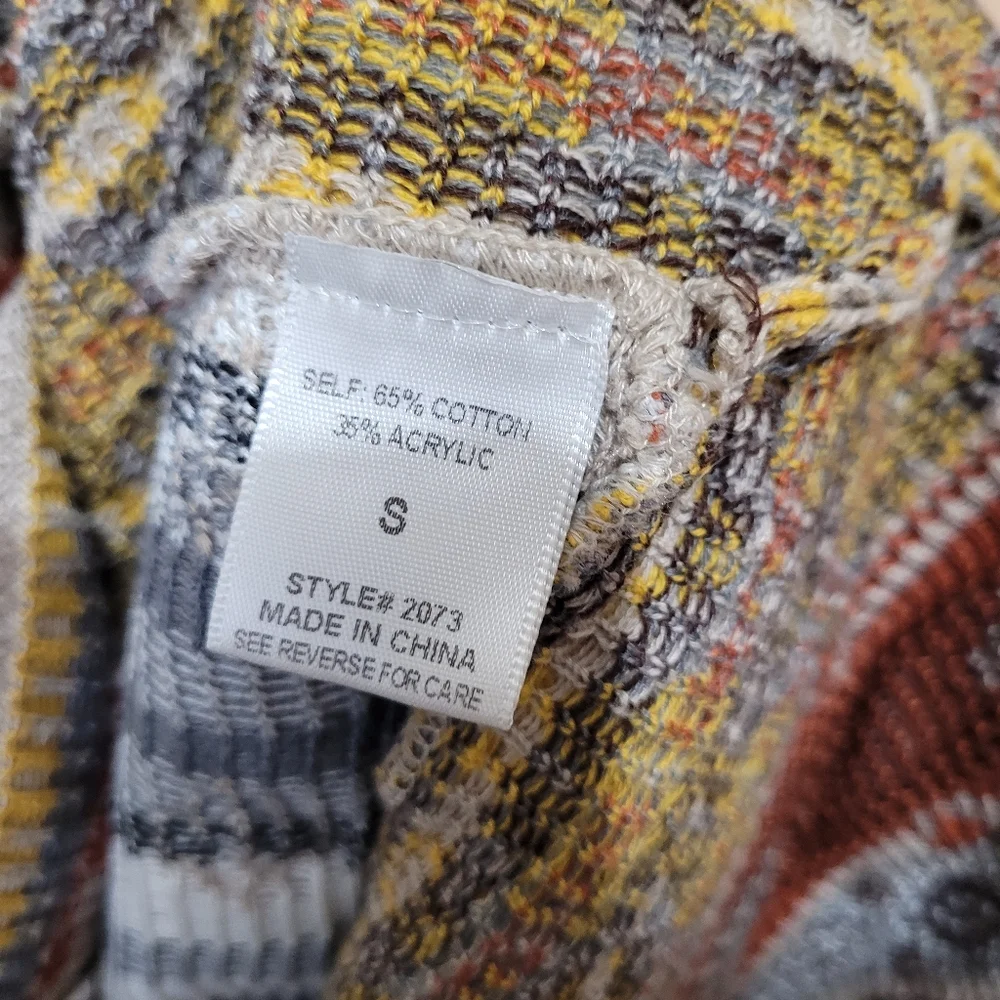 SELF: 65% COTTON
35% ACRYLIC
S
STYLE# 2073
MADE IN CHINA
SEE REVERSE FOR CARE